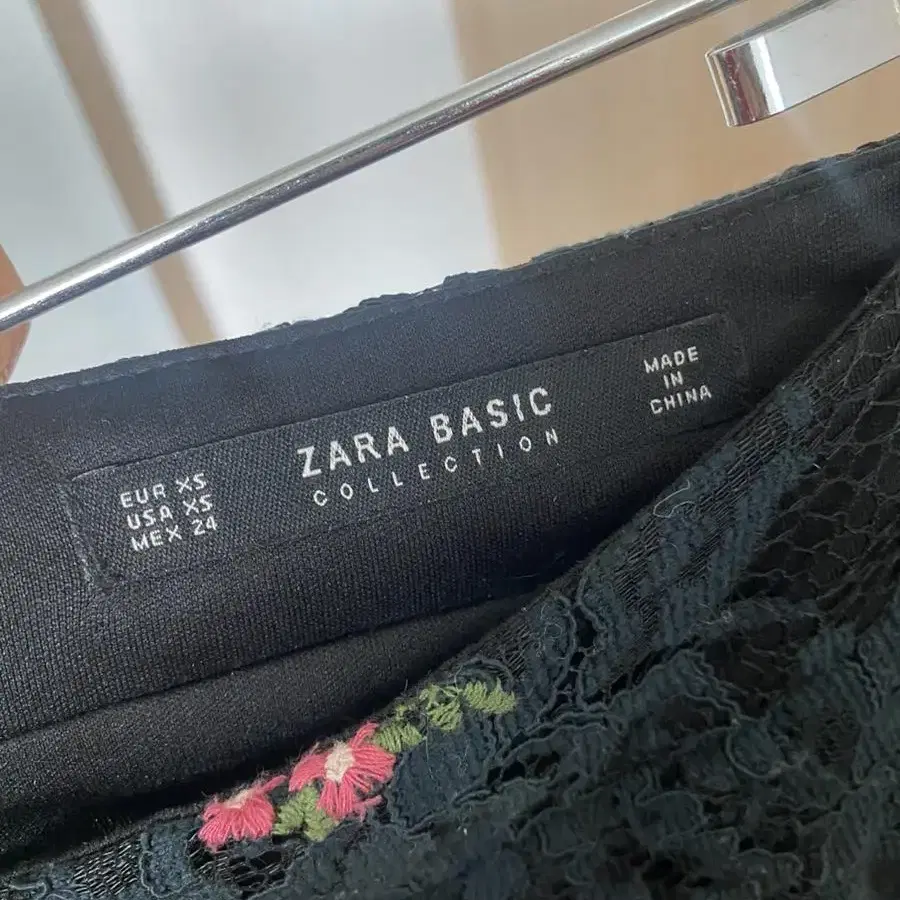 EUR XS
USA XS
MEX 24
ZARA BASIC
COLLECTION
MADE
IN
CHINA